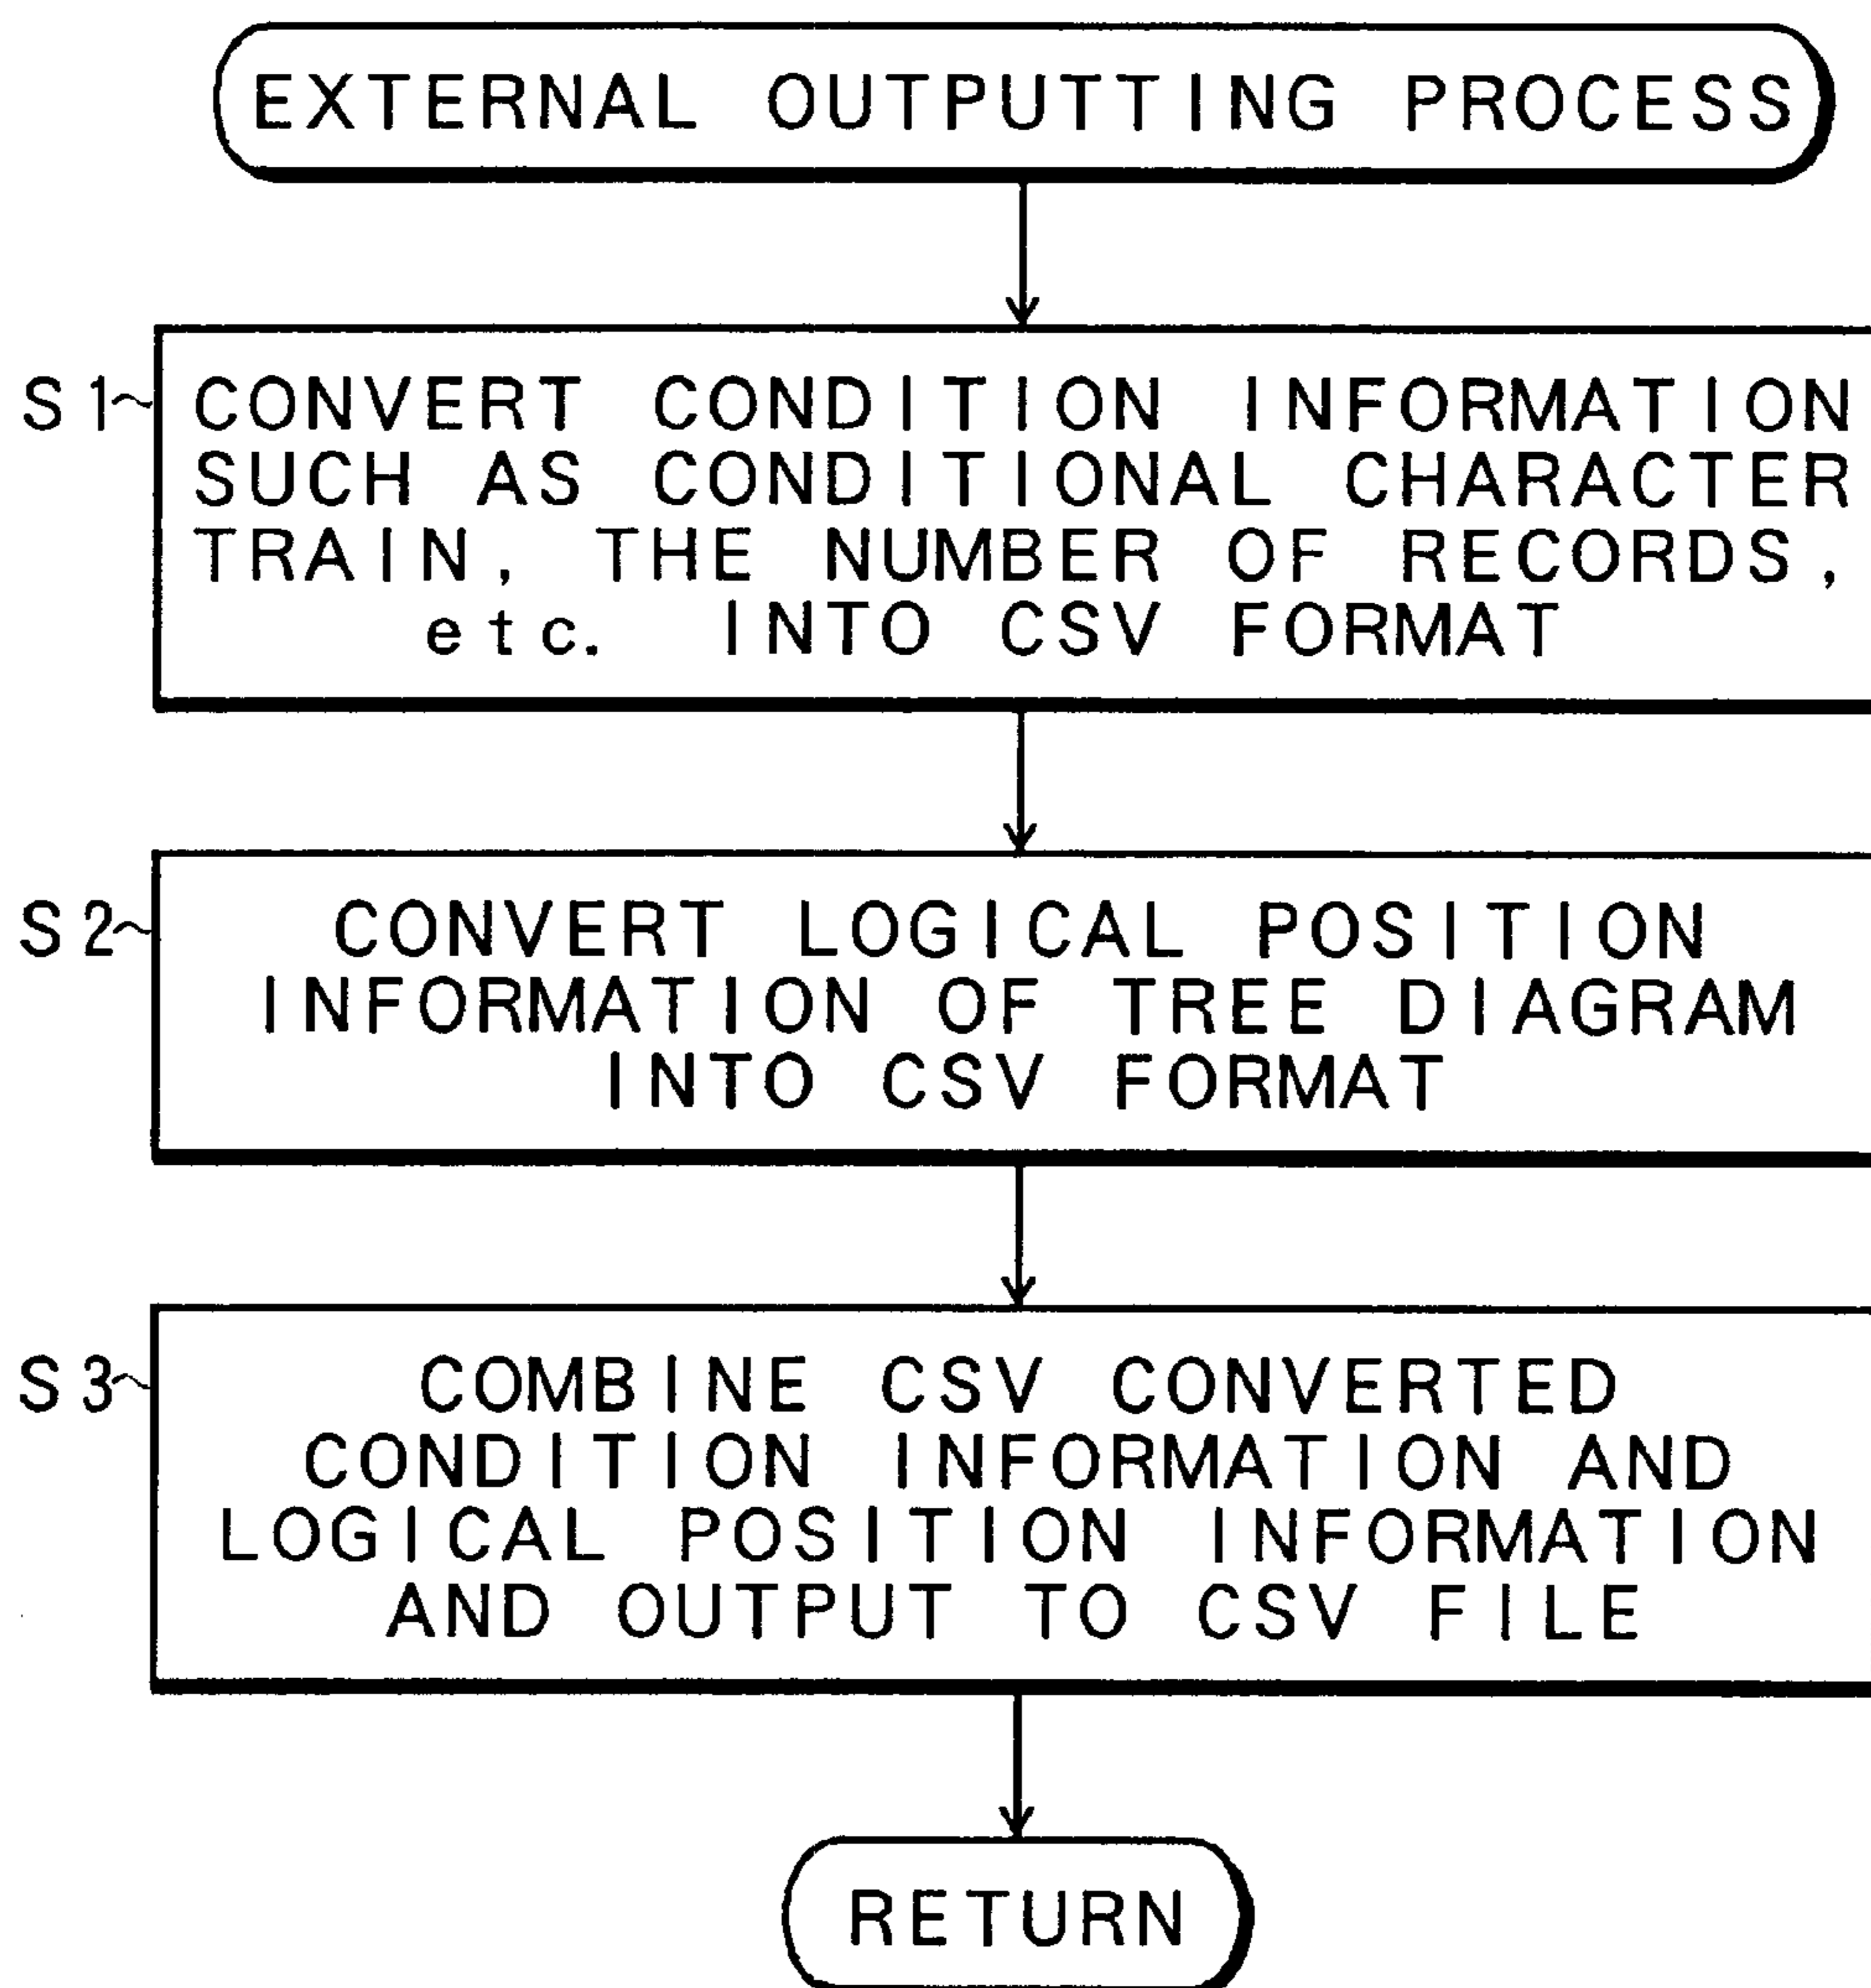 EXTERNAL OUTPUTTING PROCESS
S1
CONVERT CONDITION INFORMATION
SUCH AS CONDITIONAL CHARACTER
TRAIN, THE NUMBER OF RECORDS,
etc. INTO CSV FORMAT
S2
CONVERT LOGICAL POSITION
INFORMATION OF TREE DIAGRAM
INTO CSV FORMAT
S3
COMBINE CSV CONVERTED
CONDITION INFORMATION AND
LOGICAL POSITION INFORMATION
AND OUTPUT TO CSV FILE
RETURN